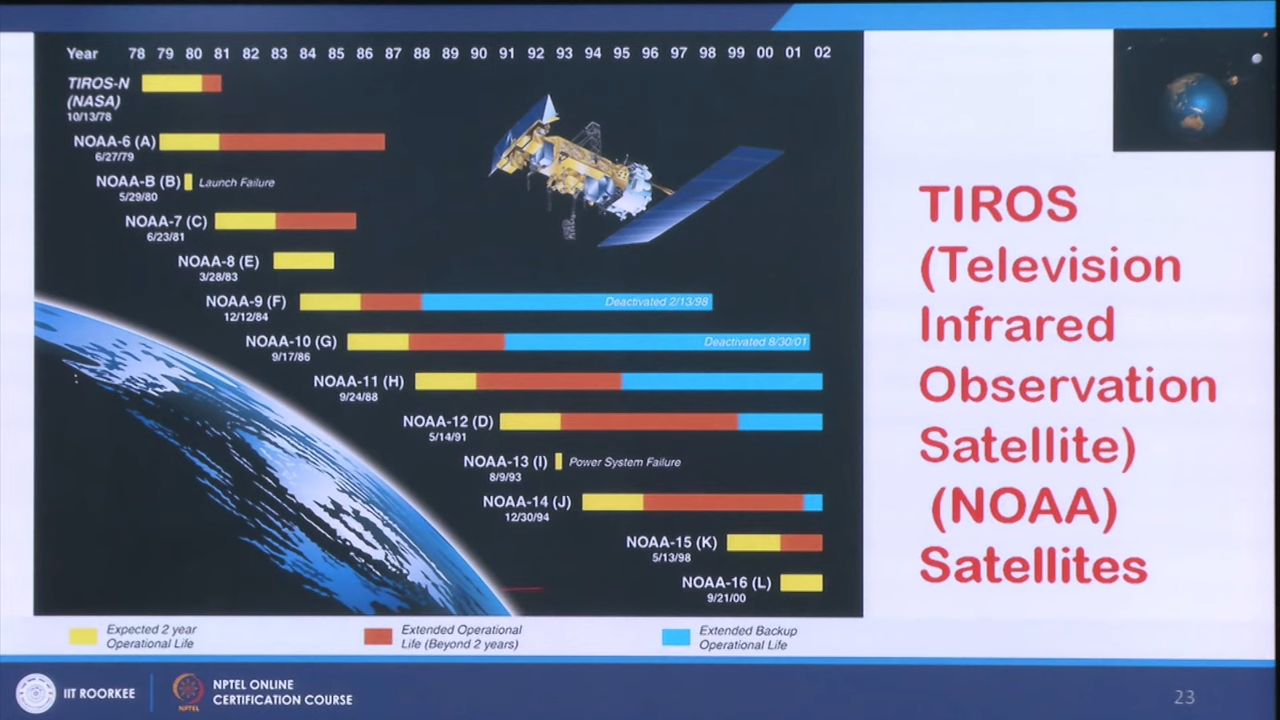 Year 78 79 80 81 82 83 84 85 86 87 88 89 90 91 92 93 94 95 96 97 98 99 00 01 02
TIROS-N
(NASA)
10/13/78
NOAA-6 (A)
6/27/79
NOAA-B (B) Launch Failure
5/29/80
NOAA-7 (C)
6/23/81
NOAA-8 (E)
3/28/83
NOAA-9 (F) Deactivated 2/13/98
12/12/84
NOAA-10 (G) Deactivated 8/30/01
9/17/86
NOAA-11 (H)
9/24/88
NOAA-12 (D)
5/14/91
NOAA-13 (I) Power System Failure
8/9/93
NOAA-14 (J)
12/30/94
NOAA-15 (K)
5/13/98
NOAA-16 (L)
9/21/00
Expected 2 year
Operational Life
Extended Operational
Life (Beyond 2 years)
Extended Backup
Operational Life
TIROS
(Television
Infrared
Observation
Satellite)
(NOAA)
Satellites
IIT ROORKEE
NPTEL
NPTEL ONLINE
CERTIFICATION COURSE
23